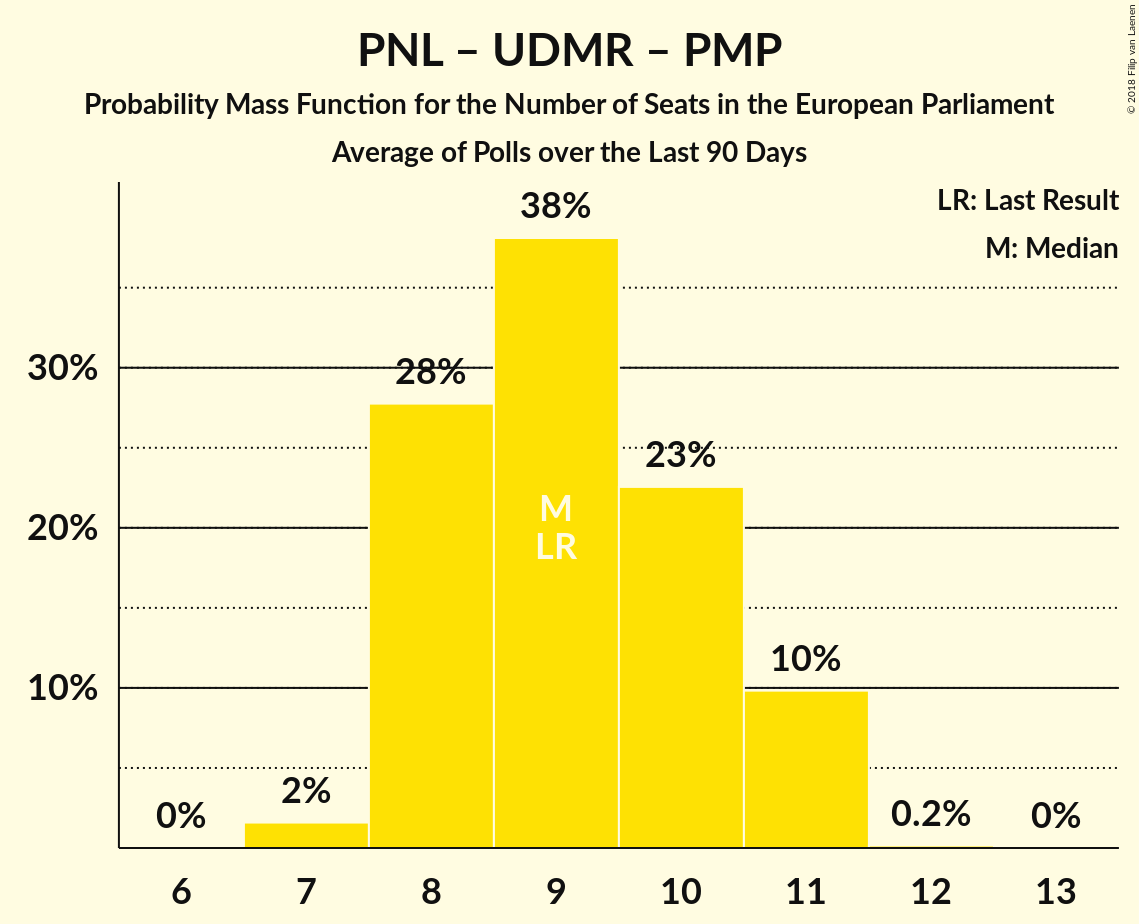 PNL – UDMR – PMP
Probability Mass Function for the Number of Seats in the European Parliament
Average of Polls over the Last 90 Days
© 2018 Filip van Laenen
LR: Last Result
M: Median
38%
30%
28%
23%
M
20%
LR
10%
10%
2%
0%
0.2%
0%
6 7 8 9 10 11 12 13